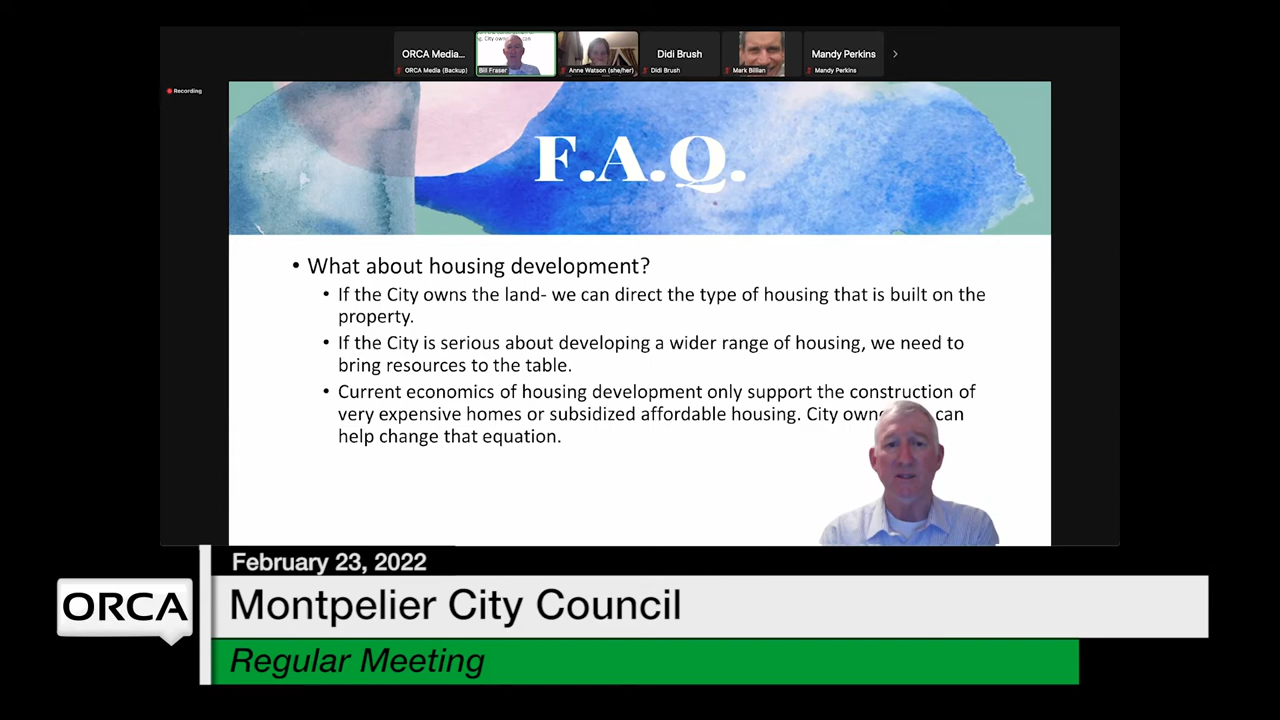 ORCA Media...
Didi Brush
Mandy Perkins
ORCA Media (Backup)
Bill Fraser
Anne Watson (she/her)
Didi Brush
Mark Billian
Mandy Perkins
Recording
F.A.Q.
• What about housing development?
• If the City owns the land- we can direct the type of housing that is built on the
property.
• If the City is serious about developing a wider range of housing, we need to
bring resources to the table.
• Current economics of housing development only support the construction of
very expensive homes or subsidized affordable housing. City can
help change that equation.
February 23, 2022
ORCA
Montpelier City Council
Regular Meeting